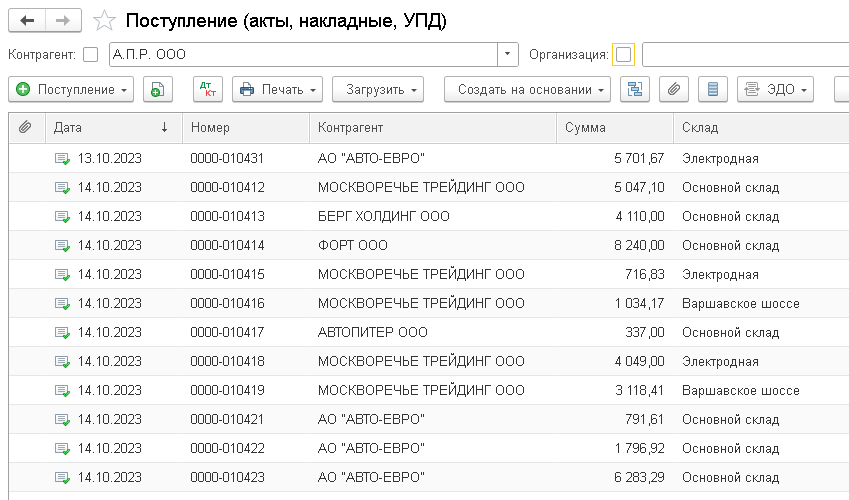 Поступление (акты, накладные, УПД)
Контрагент: А.П.Р. ООО Организация:
Поступление Дт Кт Печать Загрузить Создать на основании ЭДО
Дата ↓ Номер Контрагент Сумма Склад
13.10.2023 0000-010431 АО "АВТО-ЕВРО" 5 701,67 Электродная
14.10.2023 0000-010412 МОСКВОРЕЧЬЕ ТРЕЙДИНГ ООО 5 047,10 Основной склад
14.10.2023 0000-010413 БЕРГ ХОЛДИНГ ООО 4 110,00 Основной склад
14.10.2023 0000-010414 ФОРТ ООО 8 240,00 Основной склад
14.10.2023 0000-010415 МОСКВОРЕЧЬЕ ТРЕЙДИНГ ООО 716,83 Электродная
14.10.2023 0000-010416 МОСКВОРЕЧЬЕ ТРЕЙДИНГ ООО 1 034,17 Варшавское шоссе
14.10.2023 0000-010417 АВТОПИТЕР ООО 337,00 Основной склад
14.10.2023 0000-010418 МОСКВОРЕЧЬЕ ТРЕЙДИНГ ООО 4 049,00 Электродная
14.10.2023 0000-010419 МОСКВОРЕЧЬЕ ТРЕЙДИНГ ООО 3 118,41 Варшавское шоссе
14.10.2023 0000-010421 АО "АВТО-ЕВРО" 791,61 Основной склад
14.10.2023 0000-010422 АО "АВТО-ЕВРО" 1 796,92 Основной склад
14.10.2023 0000-010423 АО "АВТО-ЕВРО" 6 283,29 Основной склад